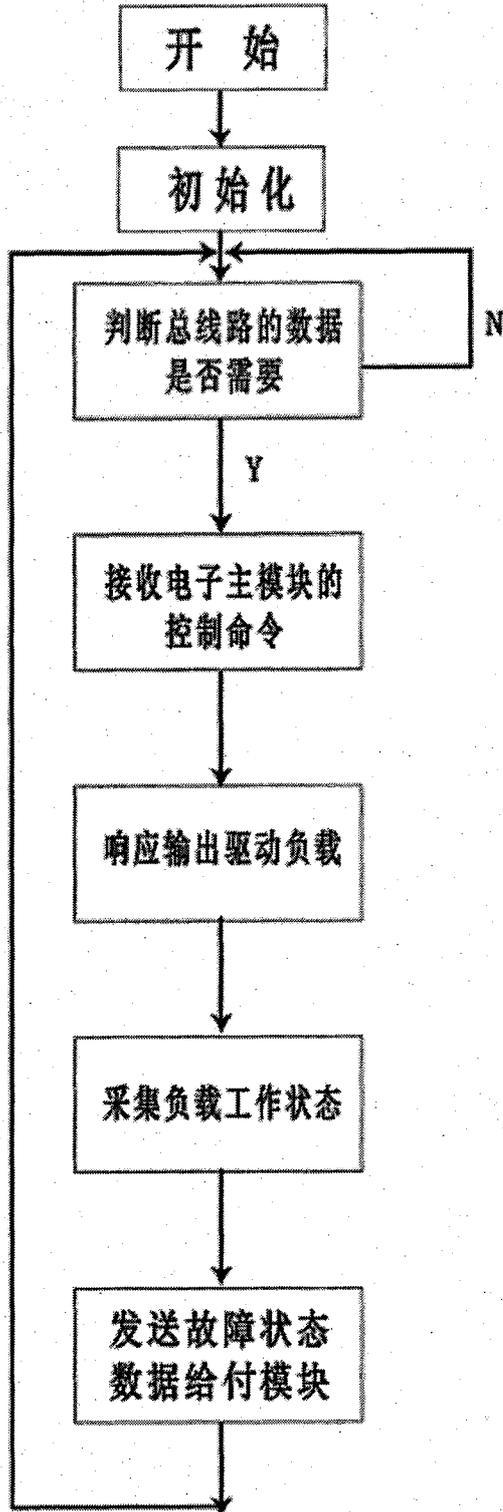 开 始
初始化
判断总线路的数据
是否需要
N
Y
接收电子主模块的
控制命令
响应输出驱动负载
采集负载工作状态
发送故障状态
数据给付模块